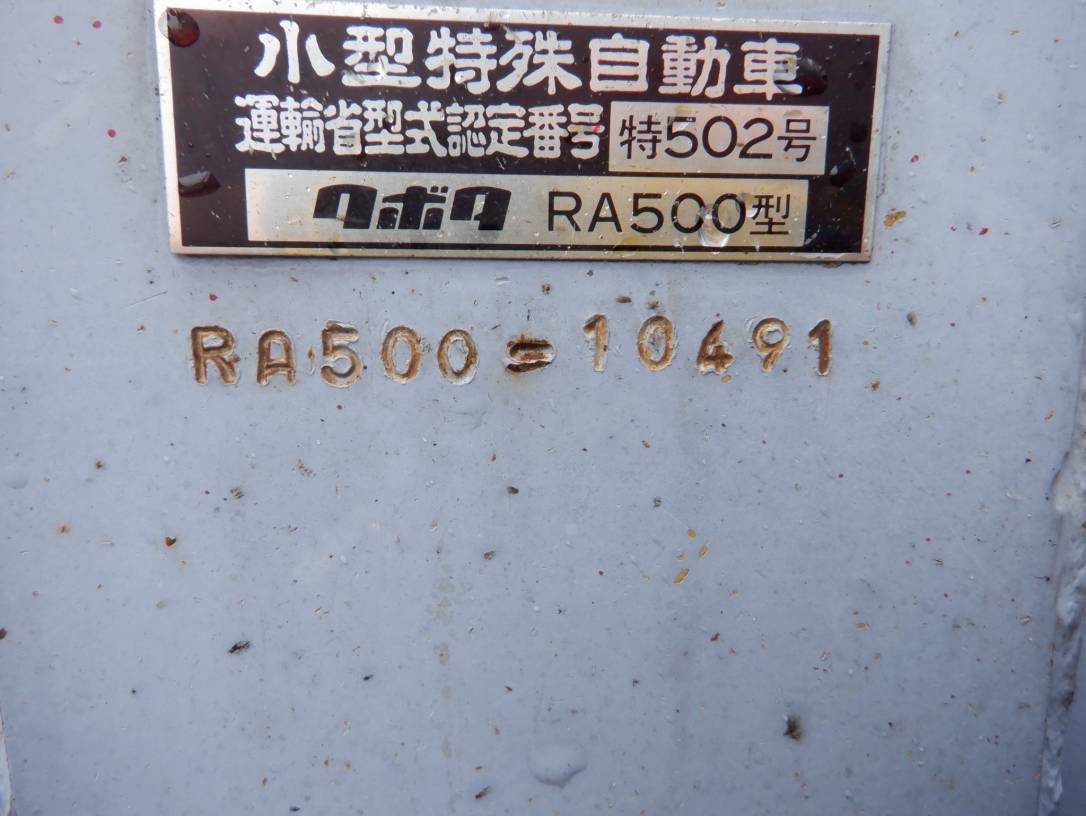 小型特殊自動車
運輸省型式認定番号 特502号
クボタ RA500型
RA500-10491